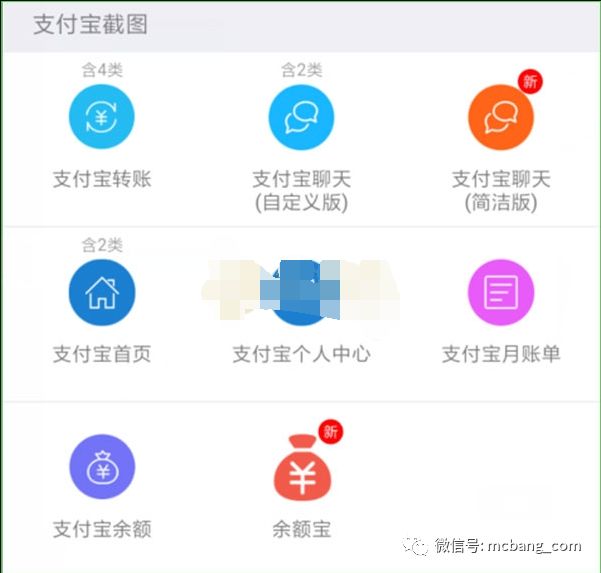 支付宝截图
含4类
含2类
新
支付宝转账
支付宝聊天
(自定义版)
支付宝聊天
(简洁版)
含2类
支付宝首页
支付宝个人中心
支付宝月账单
新
支付宝余额
余额宝
微信号: mcbang_com